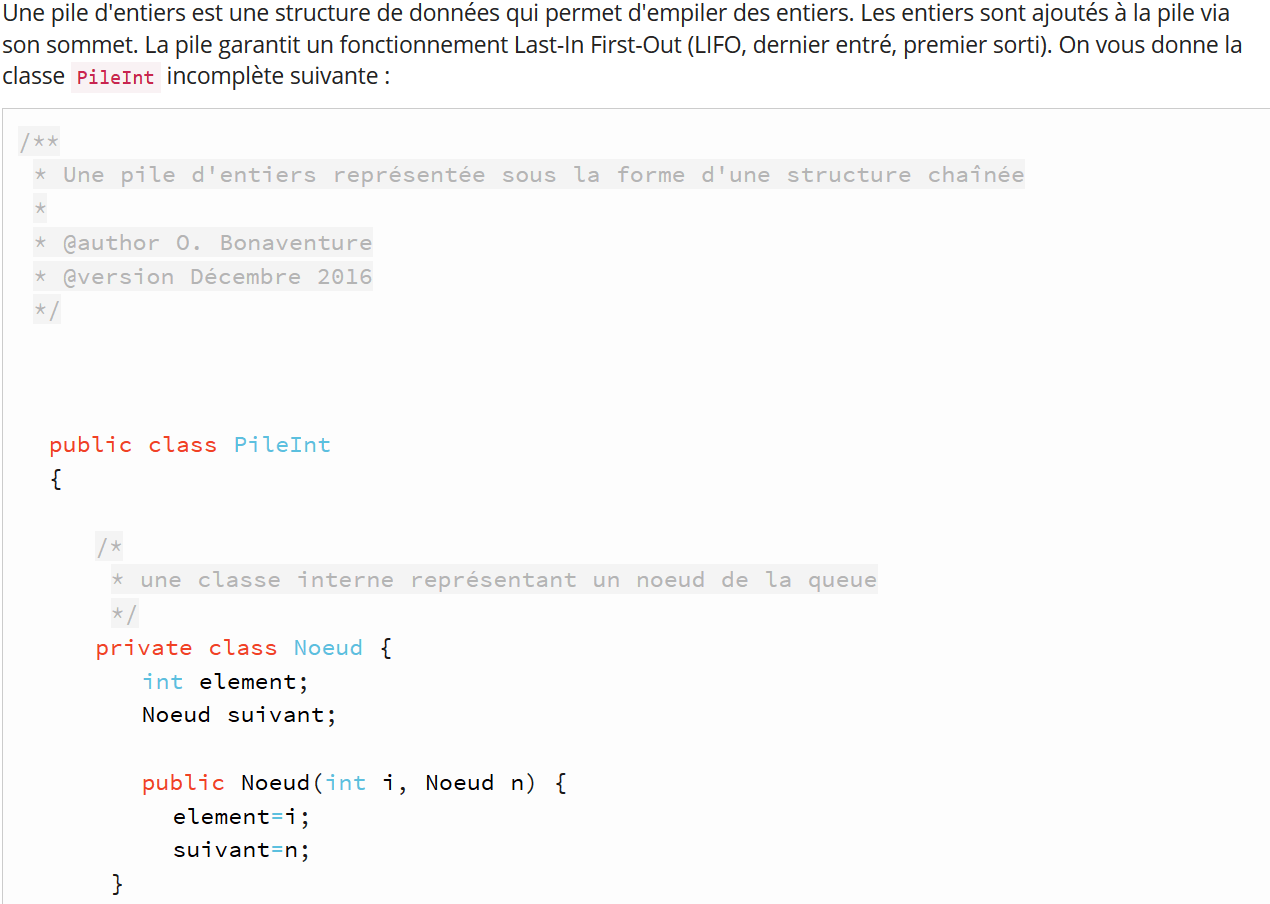 Une pile d'entiers est une structure de données qui permet d'empiler des entiers. Les entiers sont ajoutés à la pile via
son sommet. La pile garantit un fonctionnement Last-In First-Out (LIFO, dernier entré, premier sorti). On vous donne la
classe PileInt incomplète suivante :
/**
* Une pile d'entiers représentée sous la forme d'une structure chaînée
*
* @author O. Bonaventure
* @version Décembre 2016
*/
public class PileInt
{
/*
* une classe interne représentant un noeud de la queue
*/
private class Noeud {
int element;
Noeud suivant;
public Noeud(int i, Noeud n) {
element=i;
suivant=n;
}